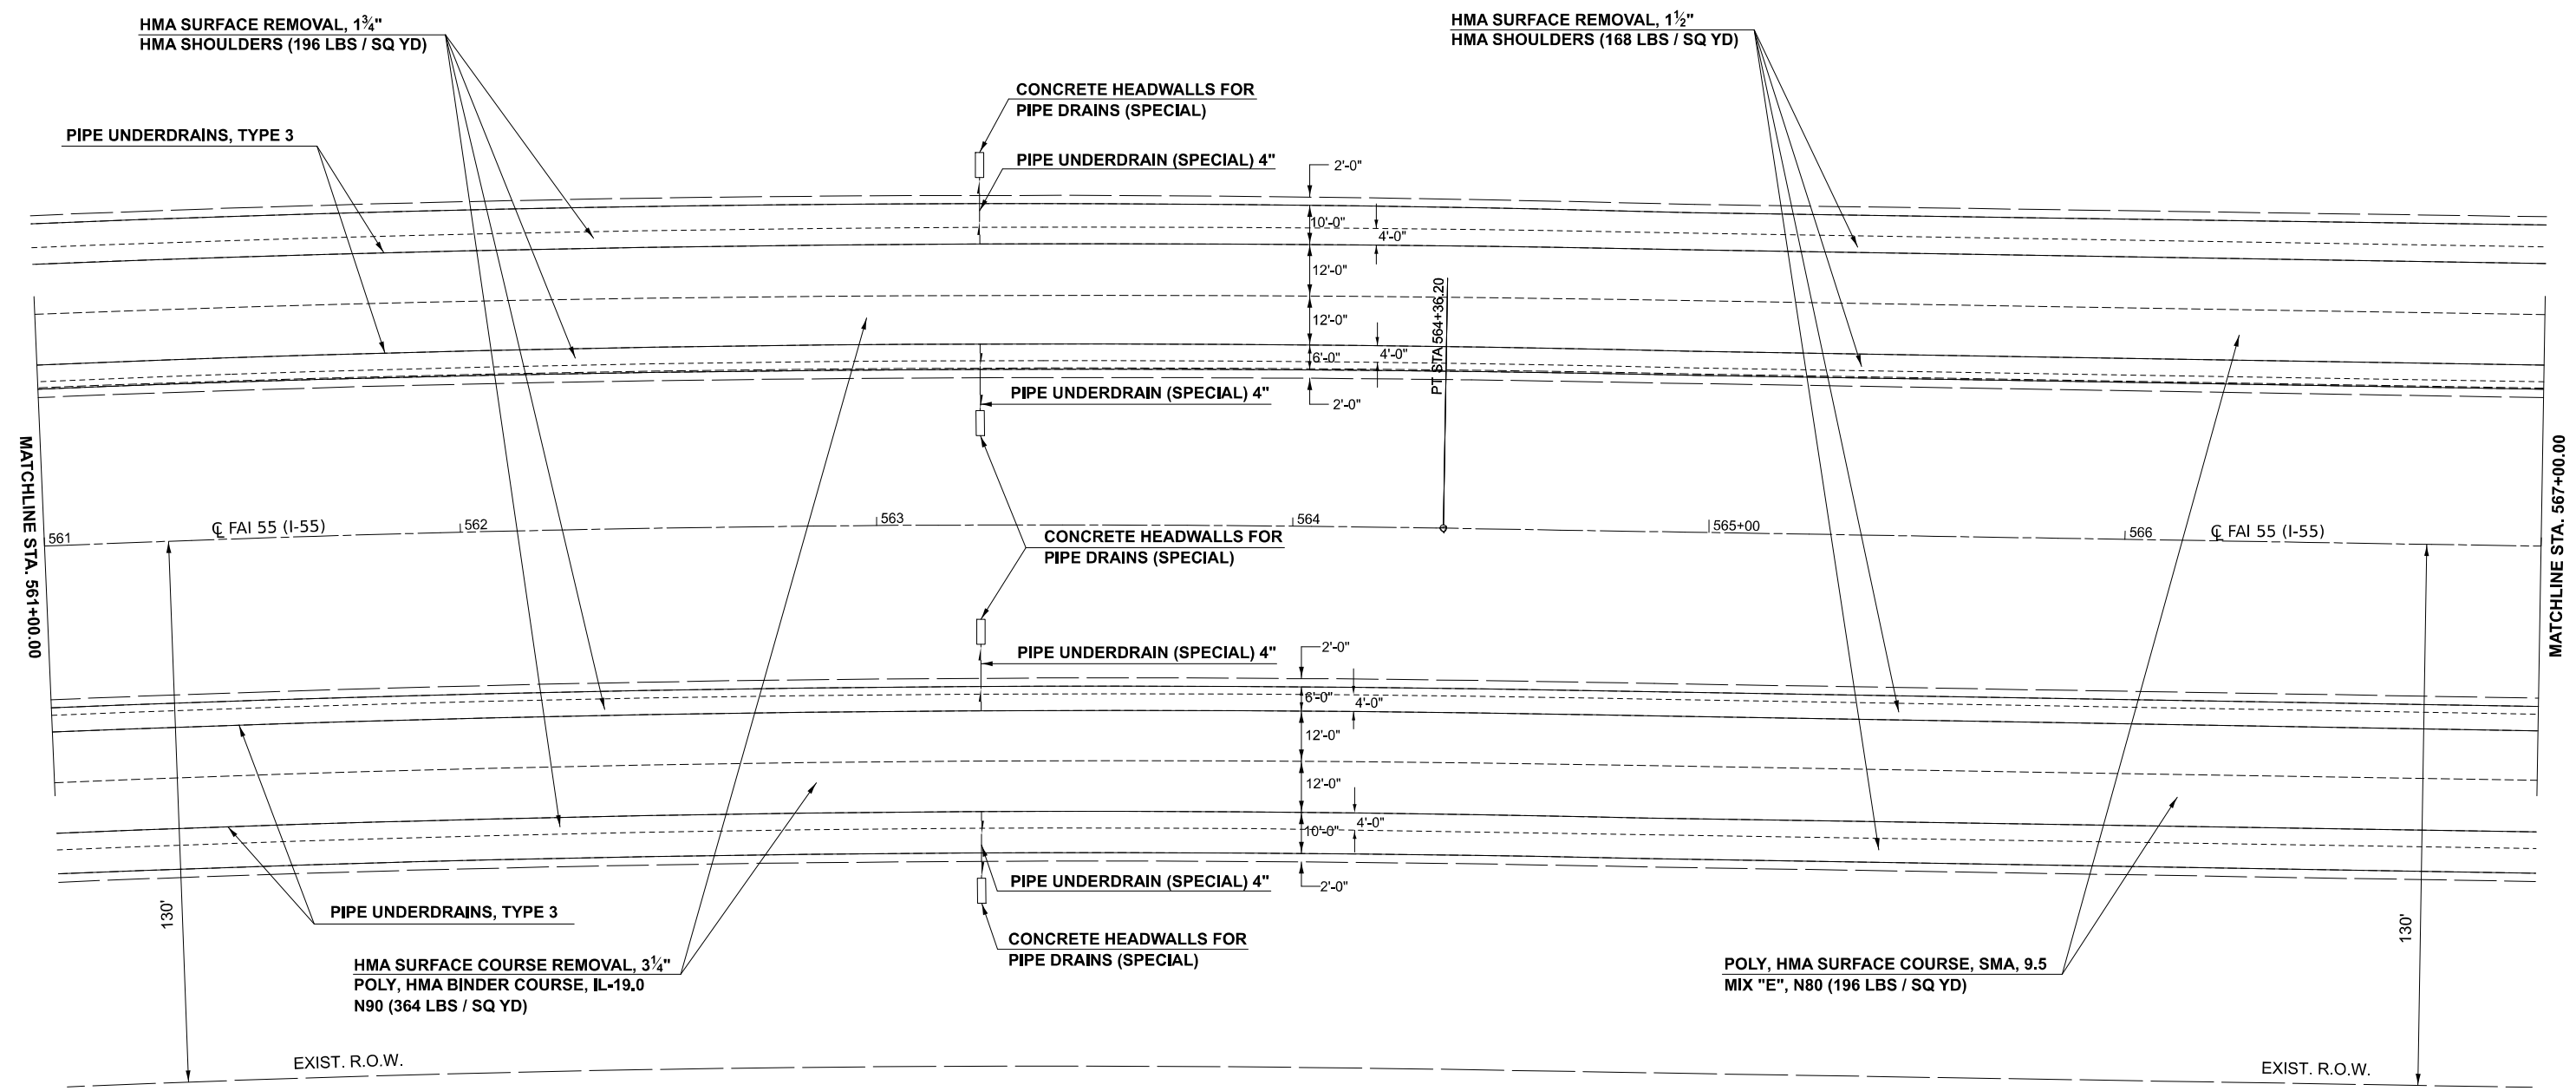 HMA SURFACE REMOVAL, 1¾"
HMA SHOULDERS (196 LBS / SQ YD)
HMA SURFACE REMOVAL, 1½"
HMA SHOULDERS (168 LBS / SQ YD)
CONCRETE HEADWALLS FOR
PIPE DRAINS (SPECIAL)
PIPE UNDERDRAINS, TYPE 3
PIPE UNDERDRAIN (SPECIAL) 4"
2'-0"
10'-0"
4'-0"
12'-0"
12'-0"
6'-0"
4'-0"
2'-0"
PT STA 564+36.20
PIPE UNDERDRAIN (SPECIAL) 4"
MATCHLINE STA. 561+00.00
MATCHLINE STA. 567+00.00
561
℄ FAI 55 (I-55)
562
563
564
565+00
566
℄ FAI 55 (I-55)
CONCRETE HEADWALLS FOR
PIPE DRAINS (SPECIAL)
PIPE UNDERDRAIN (SPECIAL) 4"
2'-0"
6'-0"
4'-0"
12'-0"
12'-0"
4'-0"
10'-0"
2'-0"
PIPE UNDERDRAIN (SPECIAL) 4"
130'
130'
PIPE UNDERDRAINS, TYPE 3
CONCRETE HEADWALLS FOR
PIPE DRAINS (SPECIAL)
HMA SURFACE COURSE REMOVAL, 3¼"
POLY, HMA BINDER COURSE, IL-19.0
N90 (364 LBS / SQ YD)
POLY, HMA SURFACE COURSE, SMA, 9.5
MIX "E", N80 (196 LBS / SQ YD)
EXIST. R.O.W.
EXIST. R.O.W.